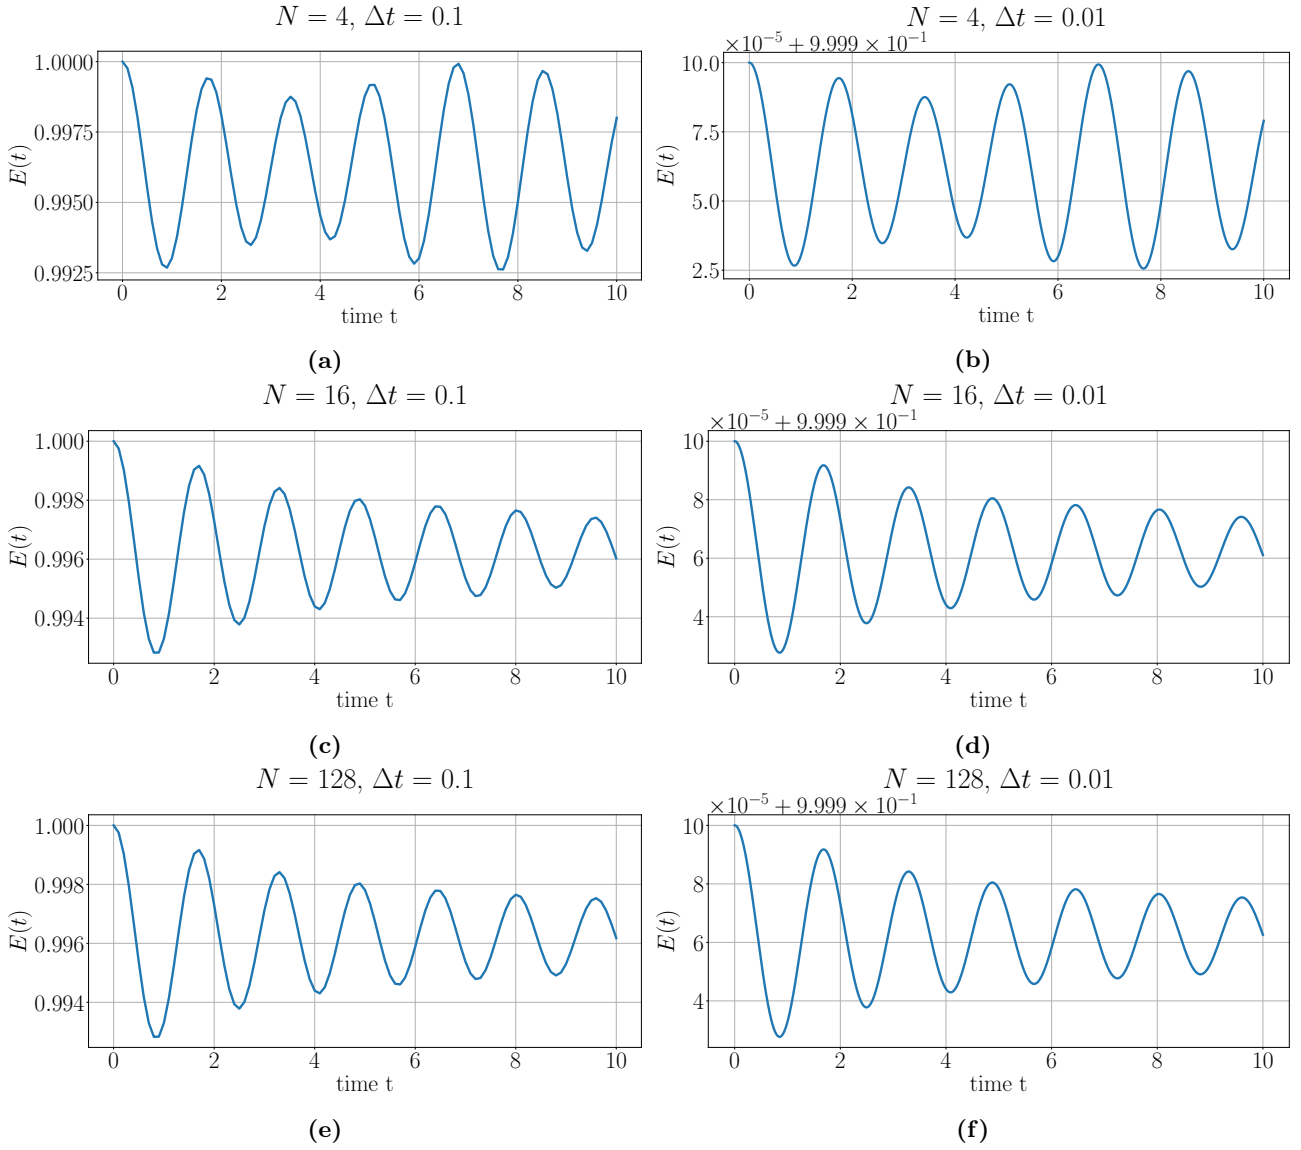 N = 4, Δt = 0.1
1.0000
0.9975
0.9950
0.9925
E(t)
0 2 4 6 8 10
time t
(a)
N = 4, Δt = 0.01
×10⁻⁵ + 9.999 × 10⁻¹
10.0
7.5
5.0
2.5
E(t)
0 2 4 6 8 10
time t
(b)
N = 16, Δt = 0.1
1.000
0.998
0.996
0.994
E(t)
0 2 4 6 8 10
time t
(c)
N = 16, Δt = 0.01
×10⁻⁵ + 9.999 × 10⁻¹
10
8
6
4
E(t)
0 2 4 6 8 10
time t
(d)
N = 128, Δt = 0.1
1.000
0.998
0.996
0.994
E(t)
0 2 4 6 8 10
time t
(e)
N = 128, Δt = 0.01
×10⁻⁵ + 9.999 × 10⁻¹
10
8
6
4
E(t)
0 2 4 6 8 10
time t
(f)